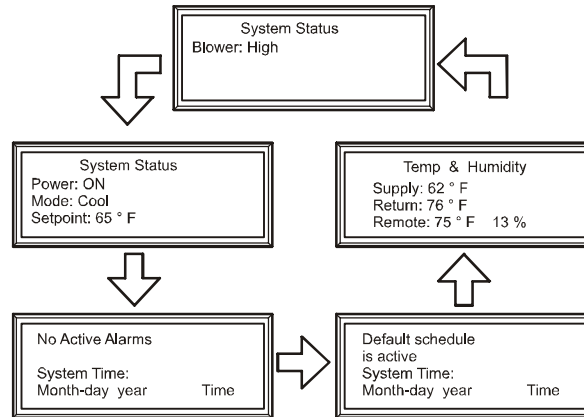 System Status
Blower: High
System Status
Power: ON
Mode: Cool
Setpoint: 65 ° F
Temp & Humidity
Supply: 62 ° F
Return: 76 ° F
Remote: 75 ° F 13 %
No Active Alarms
System Time:
Month-day year Time
Default schedule
is active
System Time:
Month-day year Time